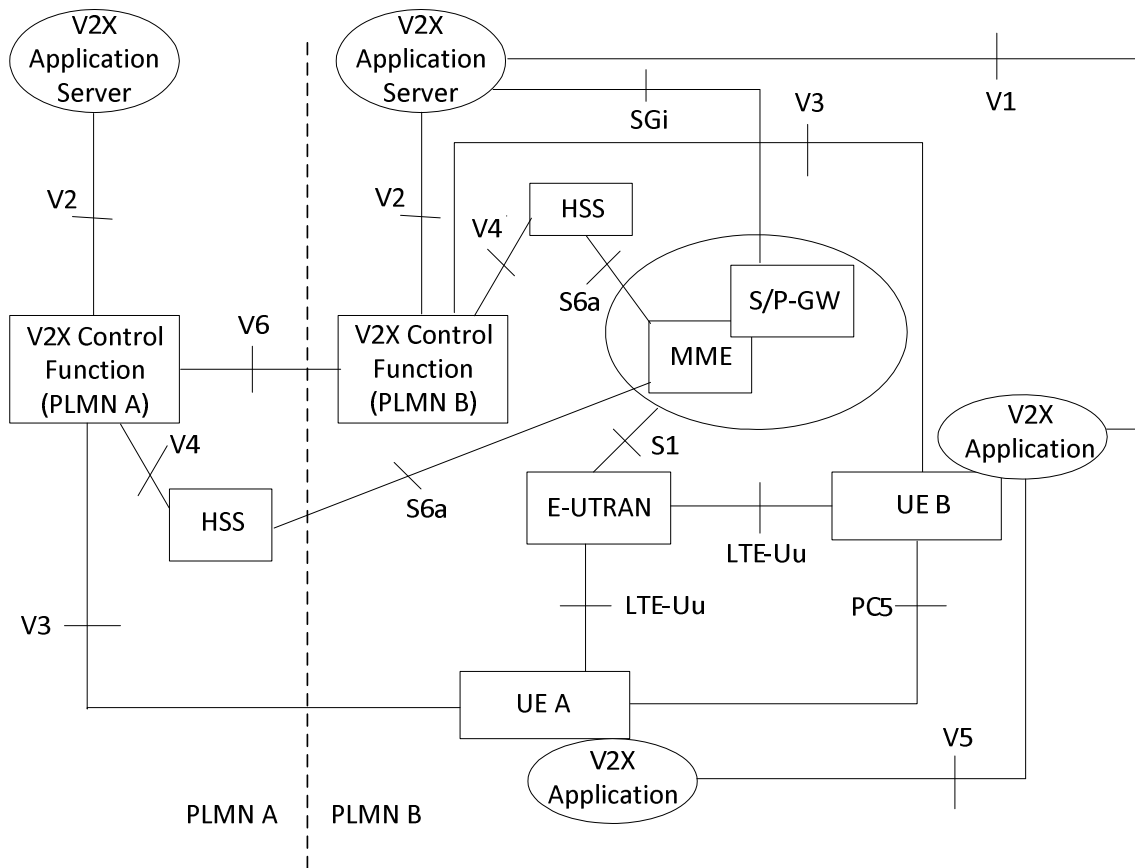 V2X
Application
Server
V2X
Application
Server
V1
SGi
V3
V2
V2
HSS
V4
S6a
S/P-GW
MME
V2X Control
Function
(PLMN A)
V6
V2X Control
Function
(PLMN B)
V2X
Application
V4
S1
HSS
S6a
E-UTRAN
UE B
LTE-Uu
V3
LTE-Uu
PC5
UE A
V5
V2X
Application
PLMN A
PLMN B